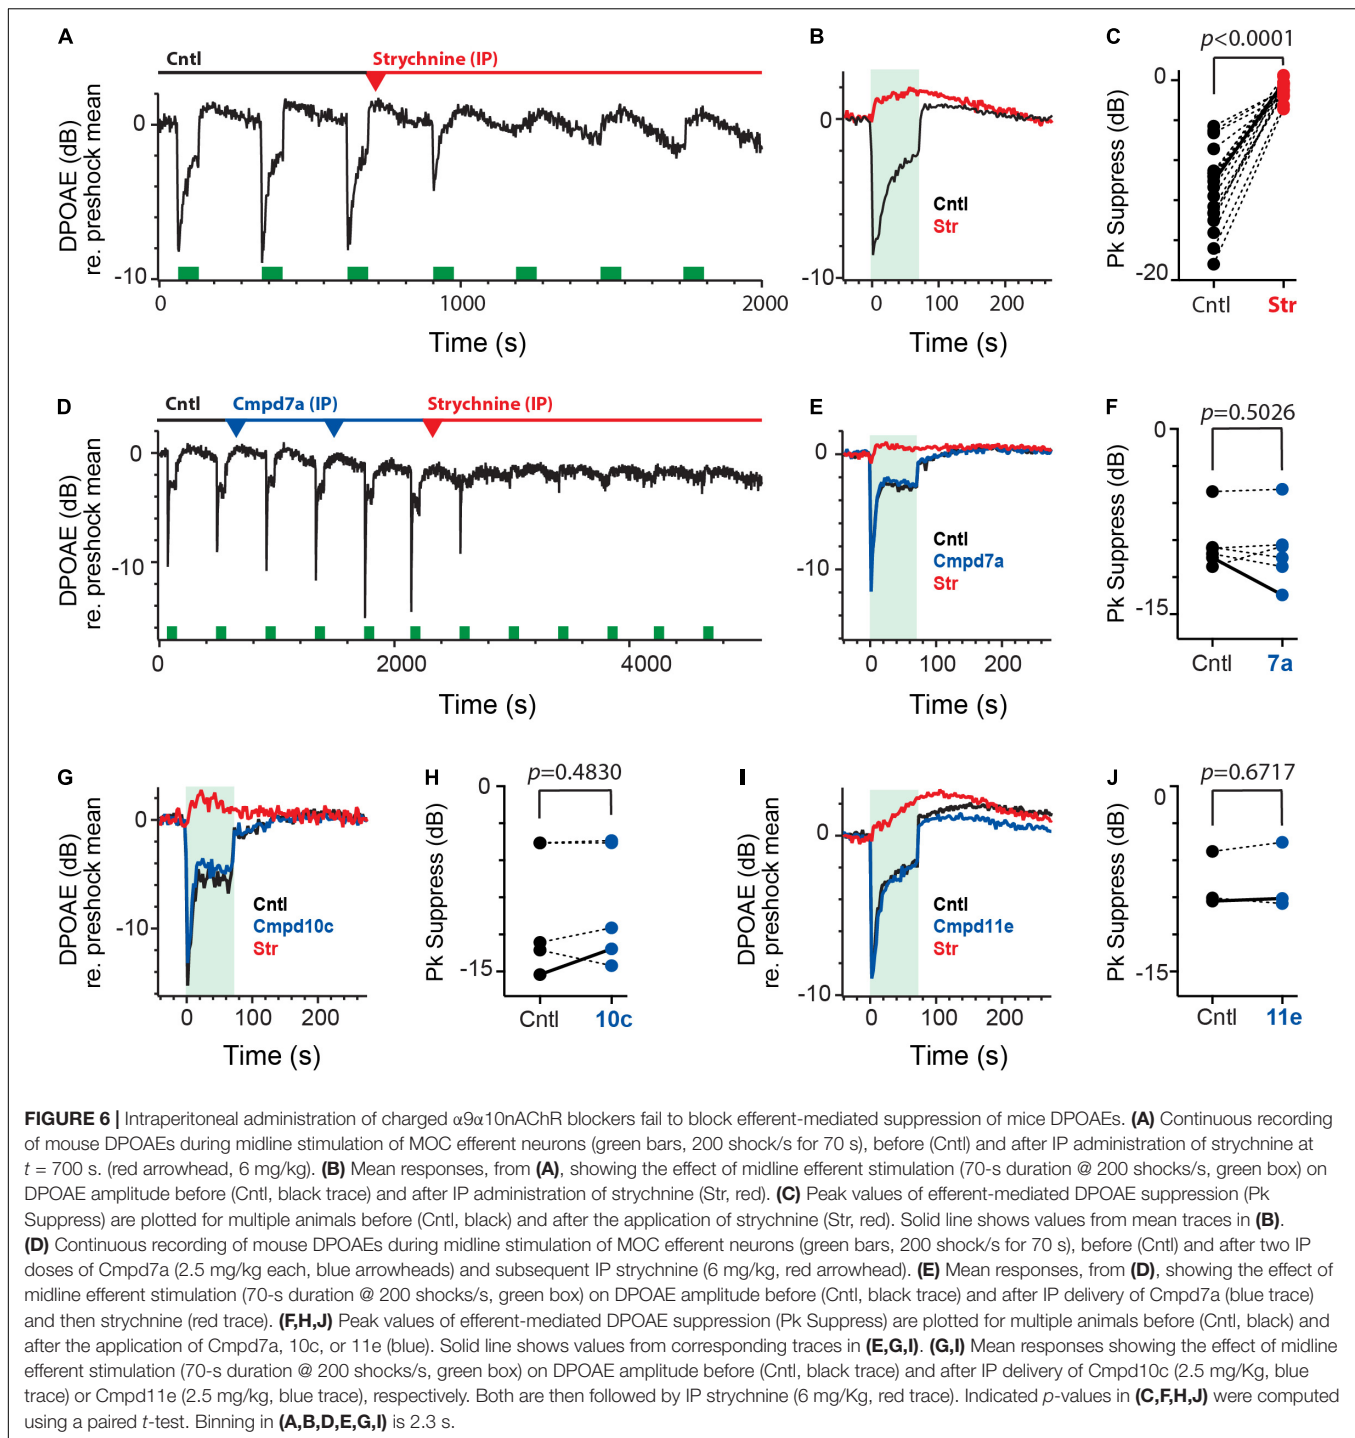 A
Cntl
Strychnine (IP)
DPOAE (dB)
re. preshock mean
0
-10
0
1000
2000
Time (s)
B
0
-10
Cntl
Str
0
200
Time (s)
C
p<0.0001
Pk Suppress (dB)
0
-20
Cntl
Str
D
Cntl
Cmpd7a (IP)
Strychnine (IP)
DPOAE (dB)
re. preshock mean
0
-10
0
2000
4000
Time (s)
E
0
-10
Cntl
Cmpd7a
Str
0
100
200
Time (s)
F
p=0.5026
Pk Suppress (dB)
0
-15
Cntl
7a
G
DPOAE (dB)
re. preshock mean
0
-10
Cntl
Cmpd10c
Str
0
100
200
Time (s)
H
p=0.4830
Pk Suppress (dB)
0
-15
Cntl
10c
I
DPOAE (dB)
re. preshock mean
0
-10
Cntl
Cmpd11e
Str
0
100
200
Time (s)
J
p=0.6717
Pk Suppress (dB)
0
-15
Cntl
11e
FIGURE 6 | Intraperitoneal administration of charged α9α10nAChR blockers fail to block efferent-mediated suppression of mice DPOAEs. (A) Continuous recording
of mouse DPOAEs during midline stimulation of MOC efferent neurons (green bars, 200 shock/s for 70 s), before (Cntl) and after IP administration of strychnine at
t = 700 s. (red arrowhead, 6 mg/kg). (B) Mean responses, from (A), showing the effect of midline efferent stimulation (70-s duration @ 200 shocks/s, green box) on
DPOAE amplitude before (Cntl, black trace) and after IP administration of strychnine (Str, red). (C) Peak values of efferent-mediated DPOAE suppression (Pk
Suppress) are plotted for multiple animals before (Cntl, black) and after the application of strychnine (Str, red). Solid line shows values from mean traces in (B).
(D) Continuous recording of mouse DPOAEs during midline stimulation of MOC efferent neurons (green bars, 200 shock/s for 70 s), before (Cntl) and after two IP
doses of Cmpd7a (2.5 mg/kg each, blue arrowheads) and subsequent IP strychnine (6 mg/kg, red arrowhead). (E) Mean responses, from (D), showing the effect of
midline efferent stimulation (70-s duration @ 200 shocks/s, green box) on DPOAE amplitude before (Cntl, black trace) and after IP delivery of Cmpd7a (blue trace)
and then strychnine (red trace). (F,H,J) Peak values of efferent-mediated DPOAE suppression (Pk Suppress) are plotted for multiple animals before (Cntl, black) and
after the application of Cmpd7a, 10c, or 11e (blue). Solid line shows values from corresponding traces in (E,G,I). (G,I) Mean responses showing the effect of midline
efferent stimulation (70-s duration @ 200 shocks/s, green box) on DPOAE amplitude before (Cntl, black trace) and after IP delivery of Cmpd10c (2.5 mg/Kg, blue
trace) or Cmpd11e (2.5 mg/kg, blue trace), respectively. Both are then followed by IP strychnine (6 mg/Kg, red trace). Indicated p-values in (C,F,H,J) were computed
using a paired t-test. Binning in (A,B,D,E,G,I) is 2.3 s.